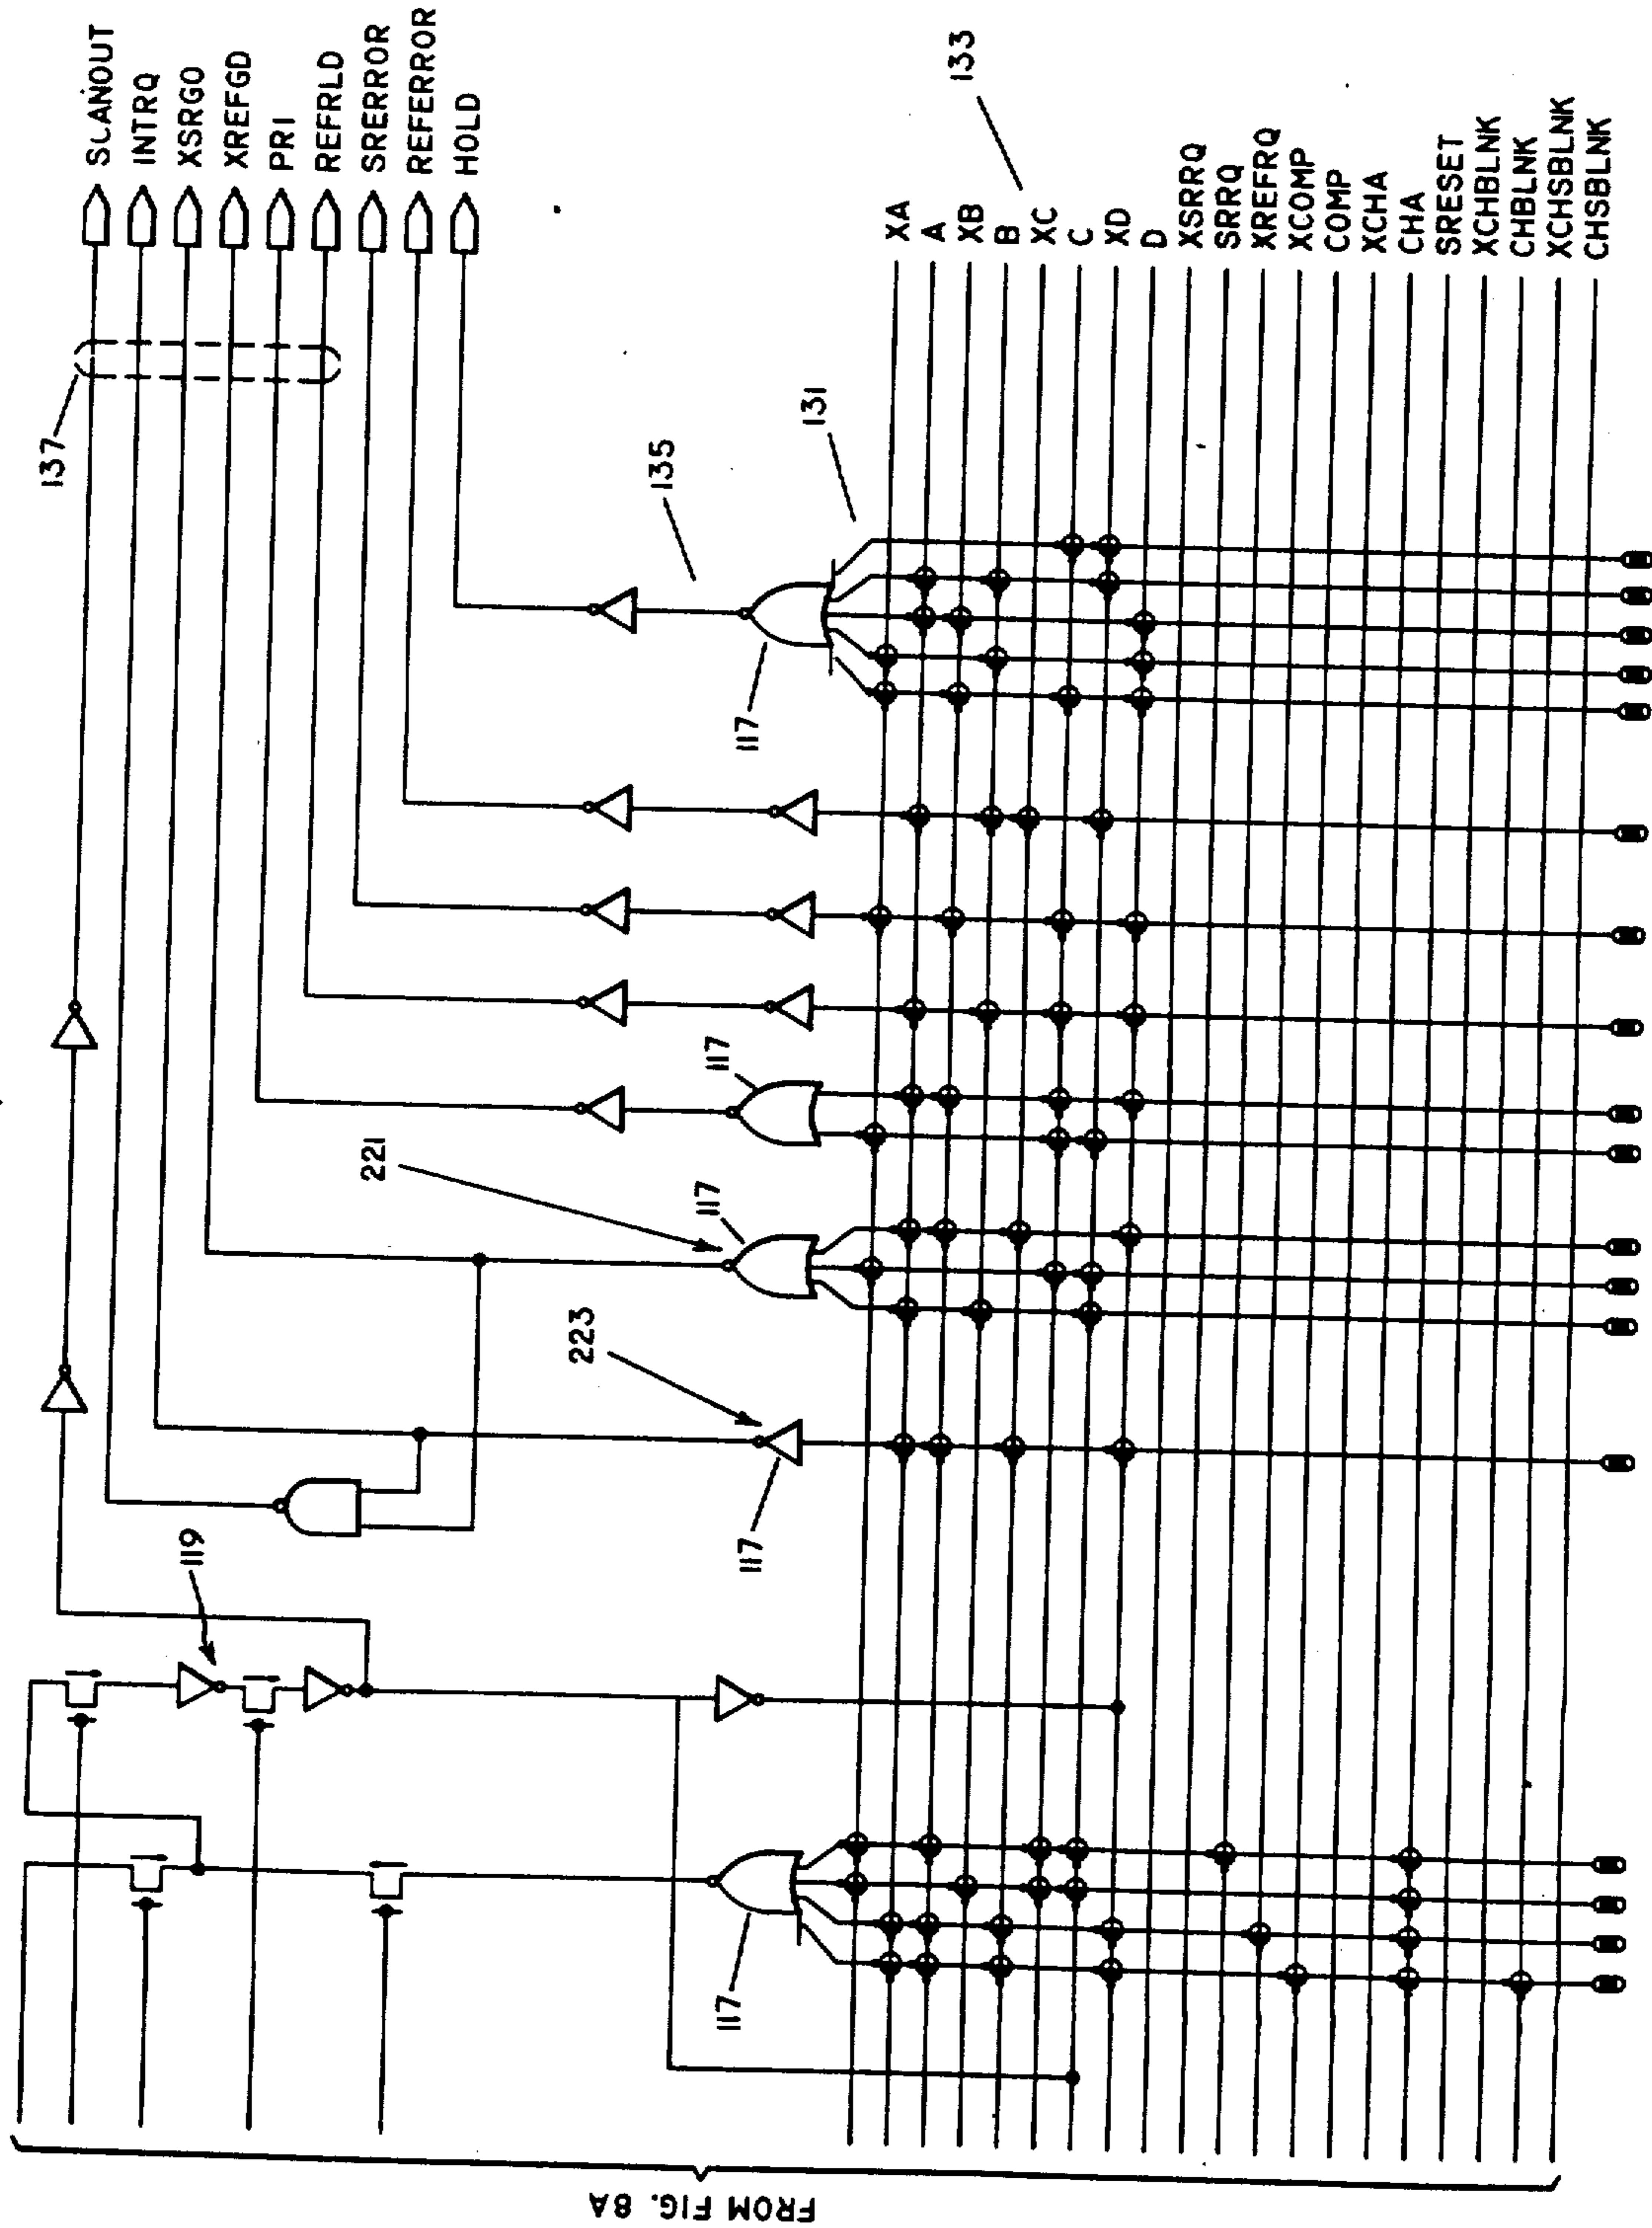 SCANOUT
INTRQ
XSRGO
XREFGD
PRI
REFRLD
SRERROR
REFERROR
HOLD
137
133
135
131
117
XA
A
XB
B
XC
C
XD
D
XSRRQ
SRRQ
XREFRQ
XCOMP
COMP
XCHA
CHA
SRESET
XCHBLNK
CHBLNK
XCHSBLNK
CHSBLNK
117
221
117
223
117
119
117
FROM FIG. 8A